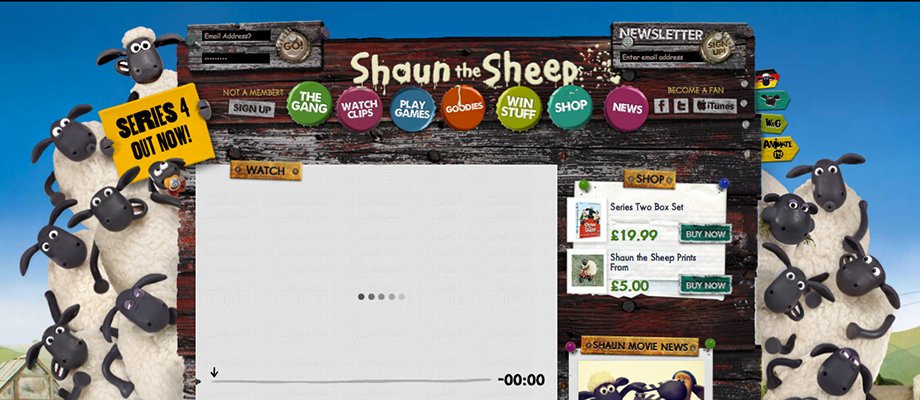 Email Address?
GO!
NEWSLETTER
Enter email address
SIGN UP!
Shaun the Sheep
NOT A MEMBER?
SIGN UP
THE GANG
WATCH CLIPS
PLAY GAMES
GOODIES
WIN STUFF
SHOP
NEWS
BECOME A FAN
f
t
iTunes
SERIES 4
OUT NOW!
W&G
WATCH
SHOP
Series Two Box Set
£19.99
BUY NOW
Shaun the Sheep Prints
From
£5.00
BUY NOW
-00:00
SHAUN MOVIE NEWS